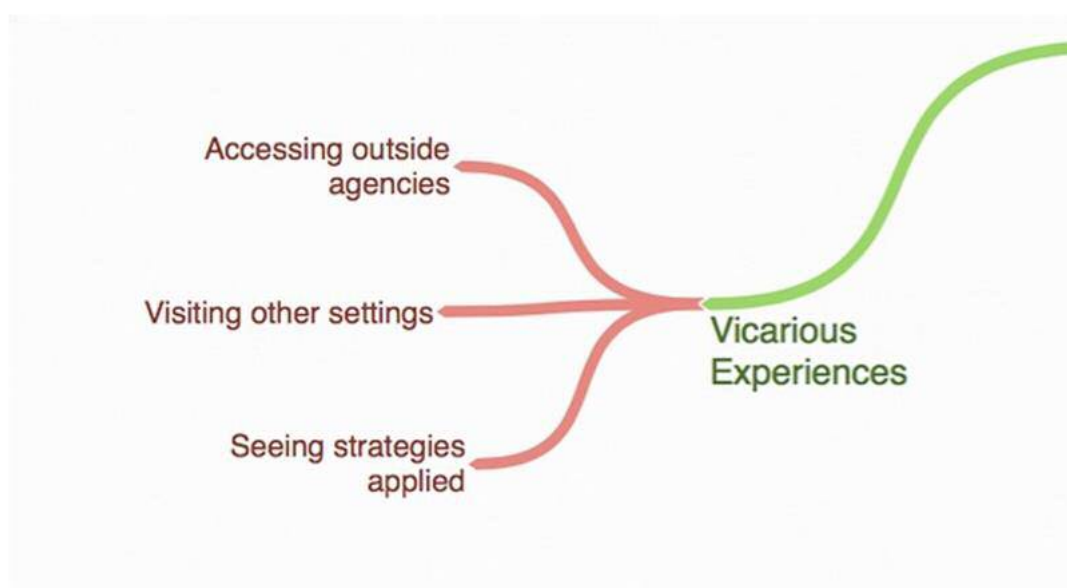 Accessing outside
agencies
Visiting other settings
Vicarious
Experiences
Seeing strategies
applied